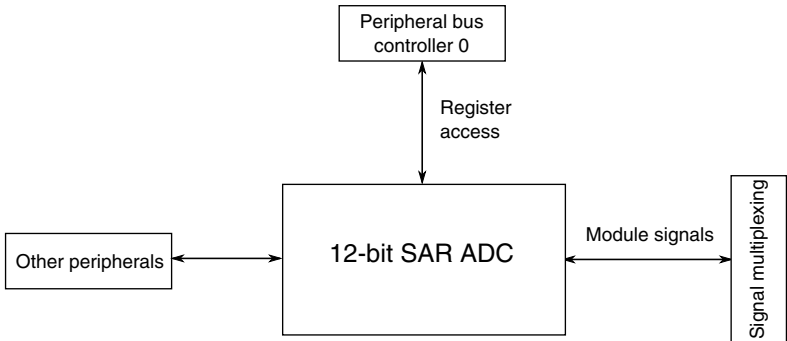 Peripheral bus
controller 0
Register
access
12-bit SAR ADC
Other peripherals
Module signals
Signal multiplexing